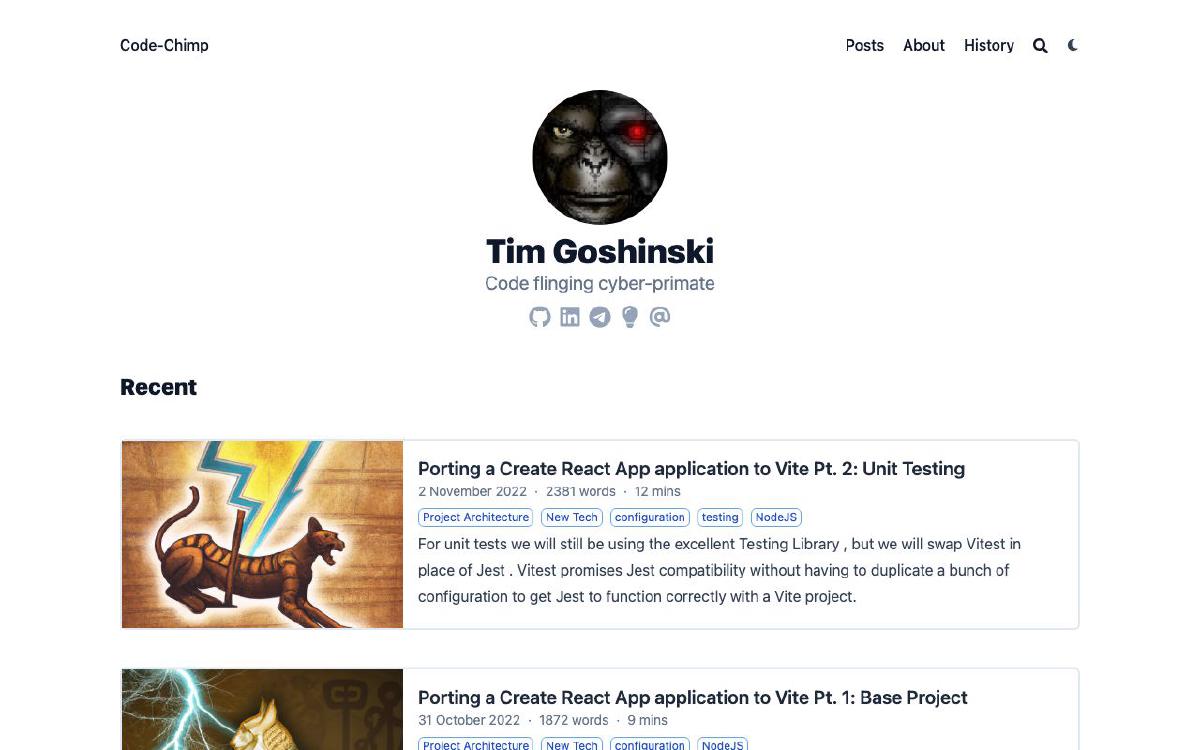 Code-Chimp
Posts About History
Tim Goshinski
Code flinging cyber-primate
Recent
Porting a Create React App application to Vite Pt. 2: Unit Testing
2 November 2022 · 2381 words · 12 mins
Project Architecture New Tech configuration testing NodeJS
For unit tests we will still be using the excellent Testing Library , but we will swap Vitest in
place of Jest . Vitest promises Jest compatibility without having to duplicate a bunch of
configuration to get Jest to function correctly with a Vite project.
Porting a Create React App application to Vite Pt. 1: Base Project
31 October 2022 · 1872 words · 9 mins
Project Architecture New Tech configuration NodeJS